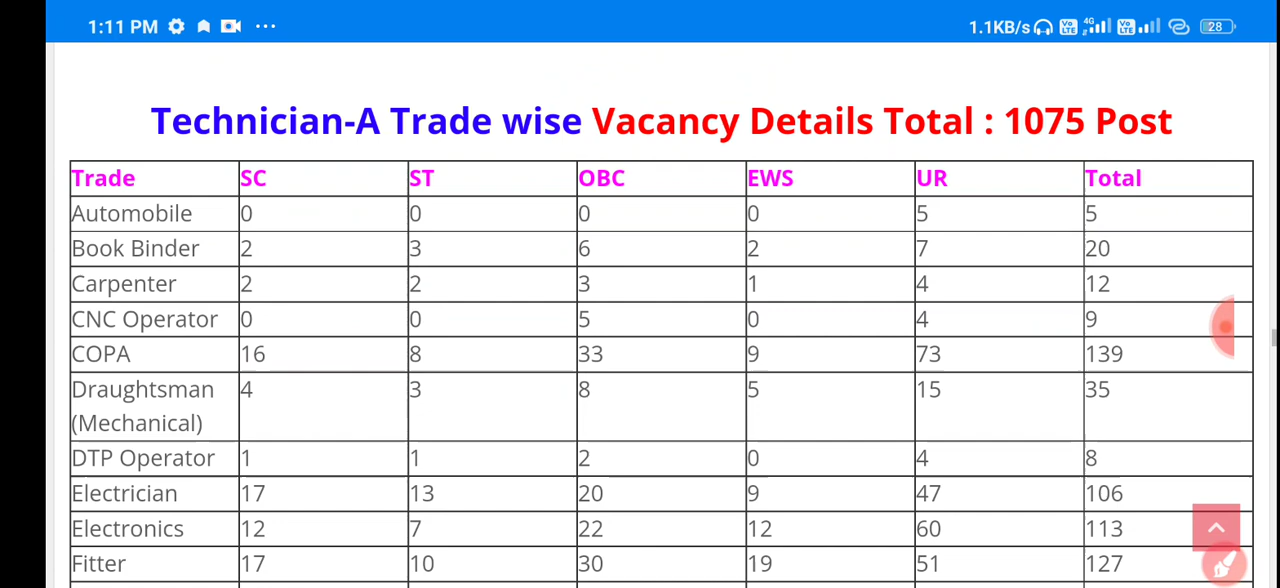 1:11 PM ··· 1.1KB/s Vo LTE 4G Vo LTE 28
Technician-A Trade wise Vacancy Details Total : 1075 Post
Trade SC ST OBC EWS UR Total
Automobile 0 0 0 0 5 5
Book Binder 2 3 6 2 7 20
Carpenter 2 2 3 1 4 12
CNC Operator 0 0 5 0 4 9
COPA 16 8 33 9 73 139
Draughtsman 4 3 8 5 15 35
(Mechanical)
DTP Operator 1 1 2 0 4 8
Electrician 17 13 20 9 47 106
Electronics 12 7 22 12 60 113
Fitter 17 10 30 19 51 127